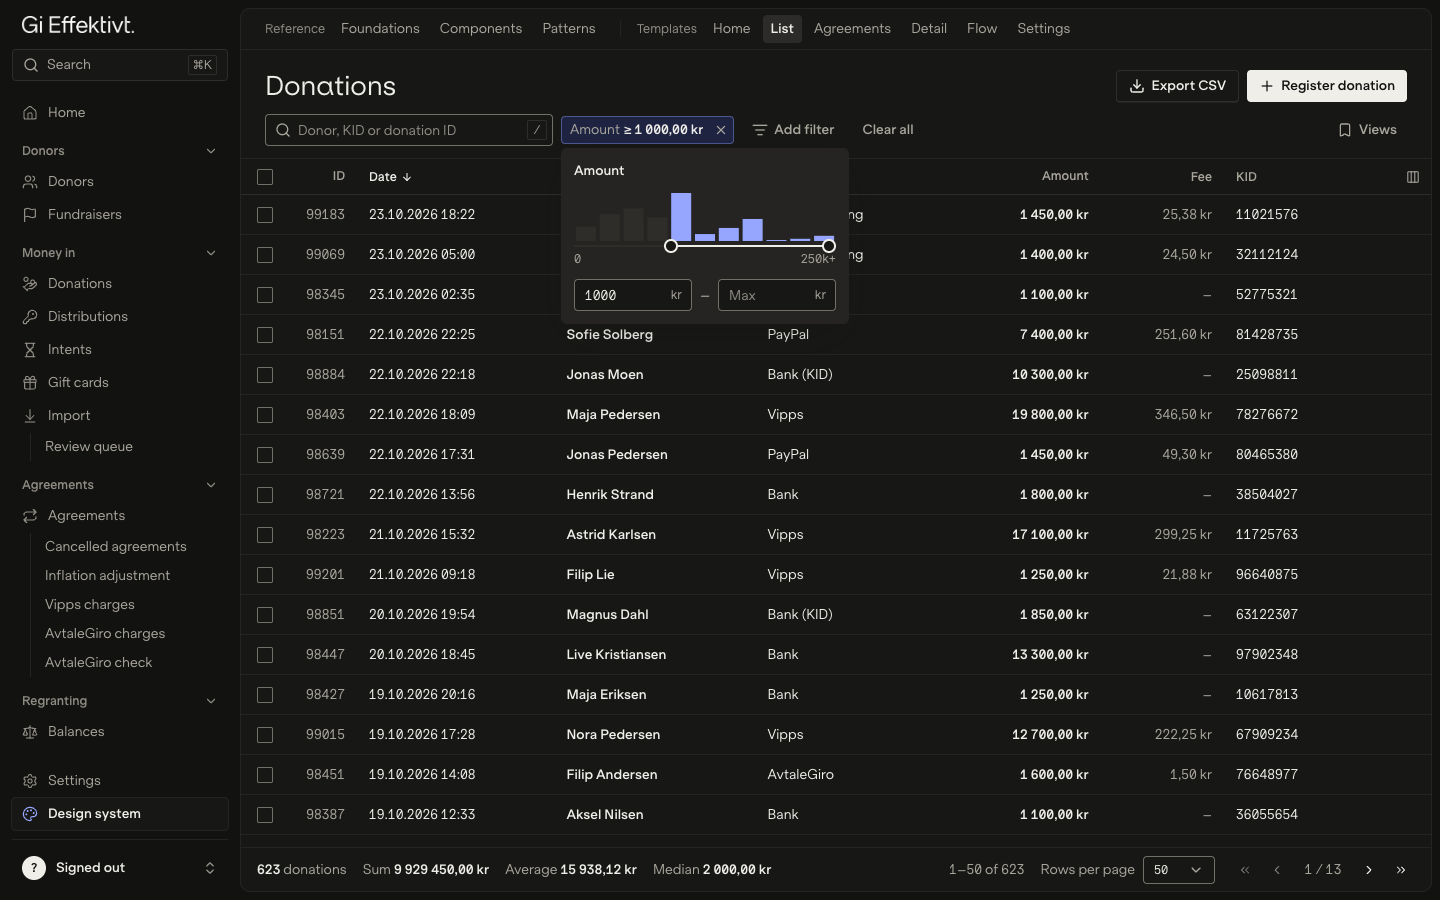 Gi Effektivt.
Search ⌘K
Home
Donors
Donors
Fundraisers
Money in
Donations
Distributions
Intents
Gift cards
Import
Review queue
Agreements
Agreements
Cancelled agreements
Inflation adjustment
Vipps charges
AvtaleGiro charges
AvtaleGiro check
Regranting
Balances
Settings
Design system
? Signed out
Reference Foundations Components Patterns Templates Home List Agreements Detail Flow Settings
Donations
Export CSV + Register donation
Donor, KID or donation ID / Amount ≥ 1 000,00 kr Add filter Clear all Views
ID Date ↓ Amount Fee KID
Amount
0 250k+
1000 kr – Max kr
99183 23.10.2026 18:22 ng 1 450,00 kr 25,38 kr 11021576
99069 23.10.2026 05:00 ng 1 400,00 kr 24,50 kr 32112124
98345 23.10.2026 02:35 1 100,00 kr – 52775321
98151 22.10.2026 22:25 Sofie Solberg PayPal 7 400,00 kr 251,60 kr 81428735
98884 22.10.2026 22:18 Jonas Moen Bank (KID) 10 300,00 kr – 25098811
98403 22.10.2026 18:09 Maja Pedersen Vipps 19 800,00 kr 346,50 kr 78276672
98639 22.10.2026 17:31 Jonas Pedersen PayPal 1 450,00 kr 49,30 kr 80465380
98721 22.10.2026 13:56 Henrik Strand Bank 1 800,00 kr – 38504027
98223 21.10.2026 15:32 Astrid Karlsen Vipps 17 100,00 kr 299,25 kr 11725763
99201 21.10.2026 09:18 Filip Lie Vipps 1 250,00 kr 21,88 kr 96640875
98851 20.10.2026 19:54 Magnus Dahl Bank (KID) 1 850,00 kr – 63122307
98447 20.10.2026 18:45 Live Kristiansen Bank 13 300,00 kr – 97902348
98427 19.10.2026 20:16 Maja Eriksen Bank 1 250,00 kr – 10617813
99015 19.10.2026 17:28 Nora Pedersen Vipps 12 700,00 kr 222,25 kr 67909234
98451 19.10.2026 14:08 Filip Andersen AvtaleGiro 1 600,00 kr 1,50 kr 76648977
98387 19.10.2026 12:33 Aksel Nilsen Bank 1 100,00 kr – 36055654
623 donations Sum 9 929 450,00 kr Average 15 938,12 kr Median 2 000,00 kr 1–50 of 623 Rows per page 50 « ‹ 1 / 13 › »